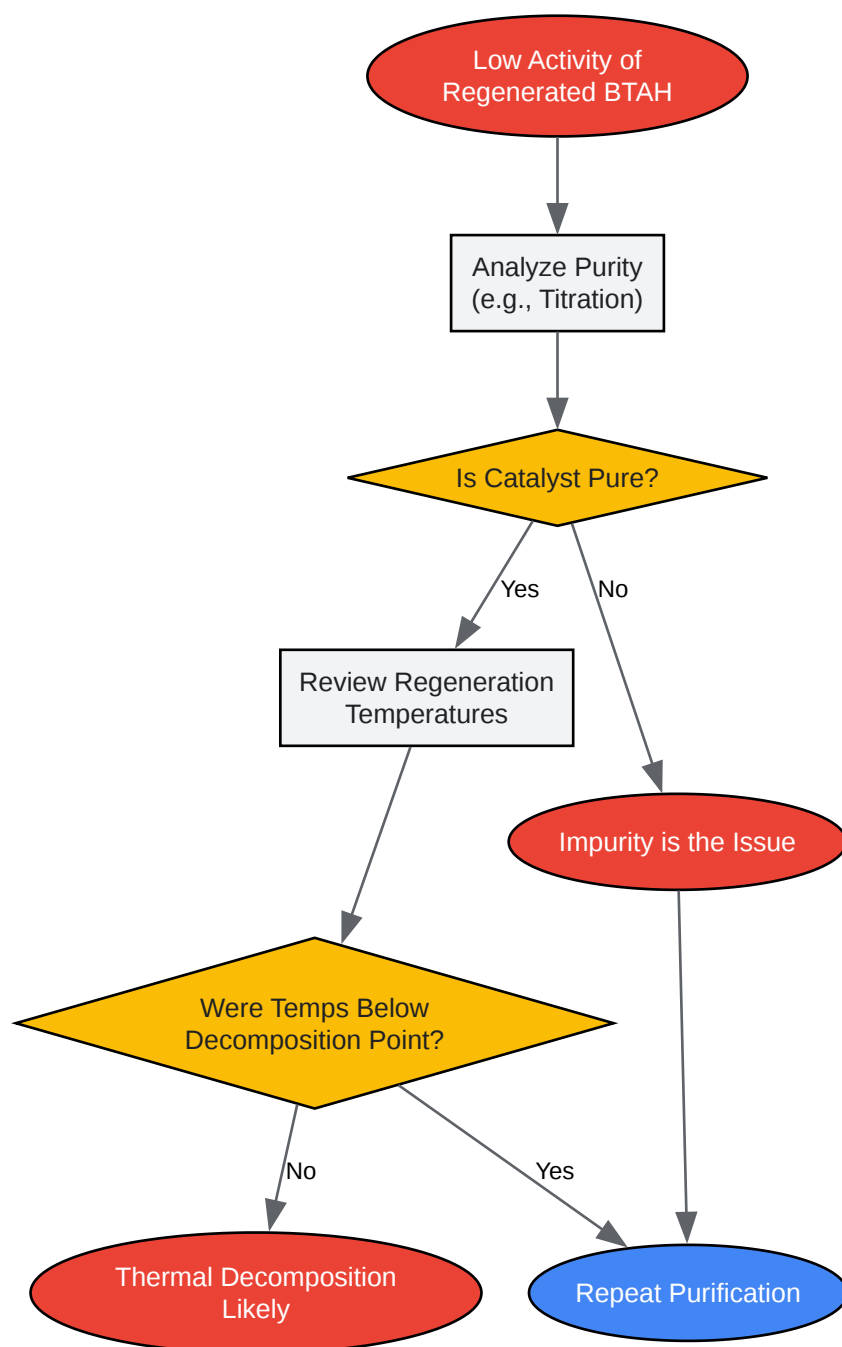 Low Activity of
Regenerated BTAH
Analyze Purity
(e.g., Titration)
Is Catalyst Pure?
Yes
No
Review Regeneration
Temperatures
Impurity is the Issue
Were Temps Below
Decomposition Point?
No
Yes
Thermal Decomposition
Likely
Repeat Purification